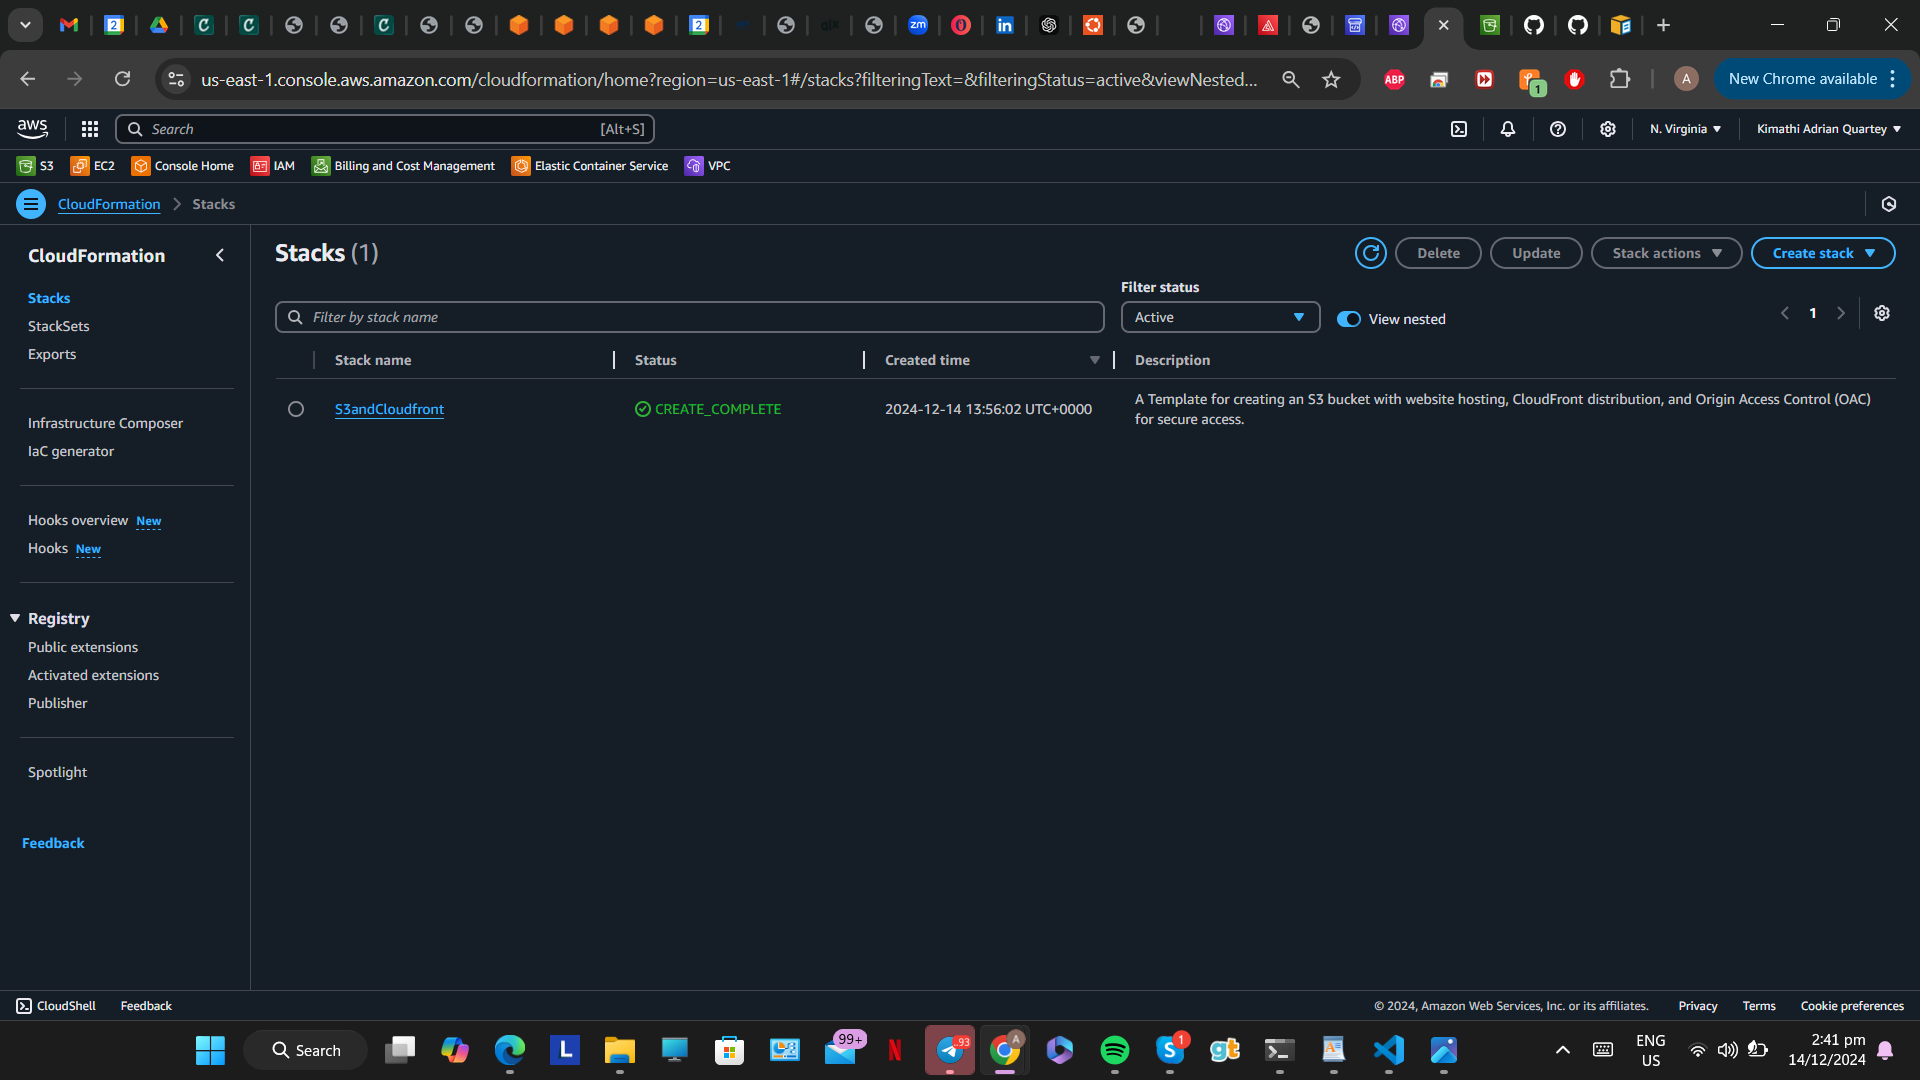 us-east-1.console.aws.amazon.com/cloudformation/home?region=us-east-1#/stacks?filteringText=&filteringStatus=active&viewNested...
ABP
1
A
New Chrome available
aws
Search
[Alt+S]
N. Virginia
Kimathi Adrian Quartey
S3
EC2
Console Home
IAM
Billing and Cost Management
Elastic Container Service
VPC
CloudFormation
Stacks
CloudFormation
Stacks
StackSets
Exports
Infrastructure Composer
IaC generator
Hooks overview New
Hooks New
Registry
Public extensions
Activated extensions
Publisher
Spotlight
Feedback
Stacks (1)
Delete
Update
Stack actions
Create stack
Filter status
Filter by stack name
Active
View nested
1
Stack name
Status
Created time
Description
S3andCloudfront
CREATE_COMPLETE
2024-12-14 13:56:02 UTC+0000
A Template for creating an S3 bucket with website hosting, CloudFront distribution, and Origin Access Control (OAC)
for secure access.
CloudShell
Feedback
© 2024, Amazon Web Services, Inc. or its affiliates.
Privacy
Terms
Cookie preferences
Search
L
99+
N
93
A
S
1
gt
ENG
US
2:41 pm
14/12/2024